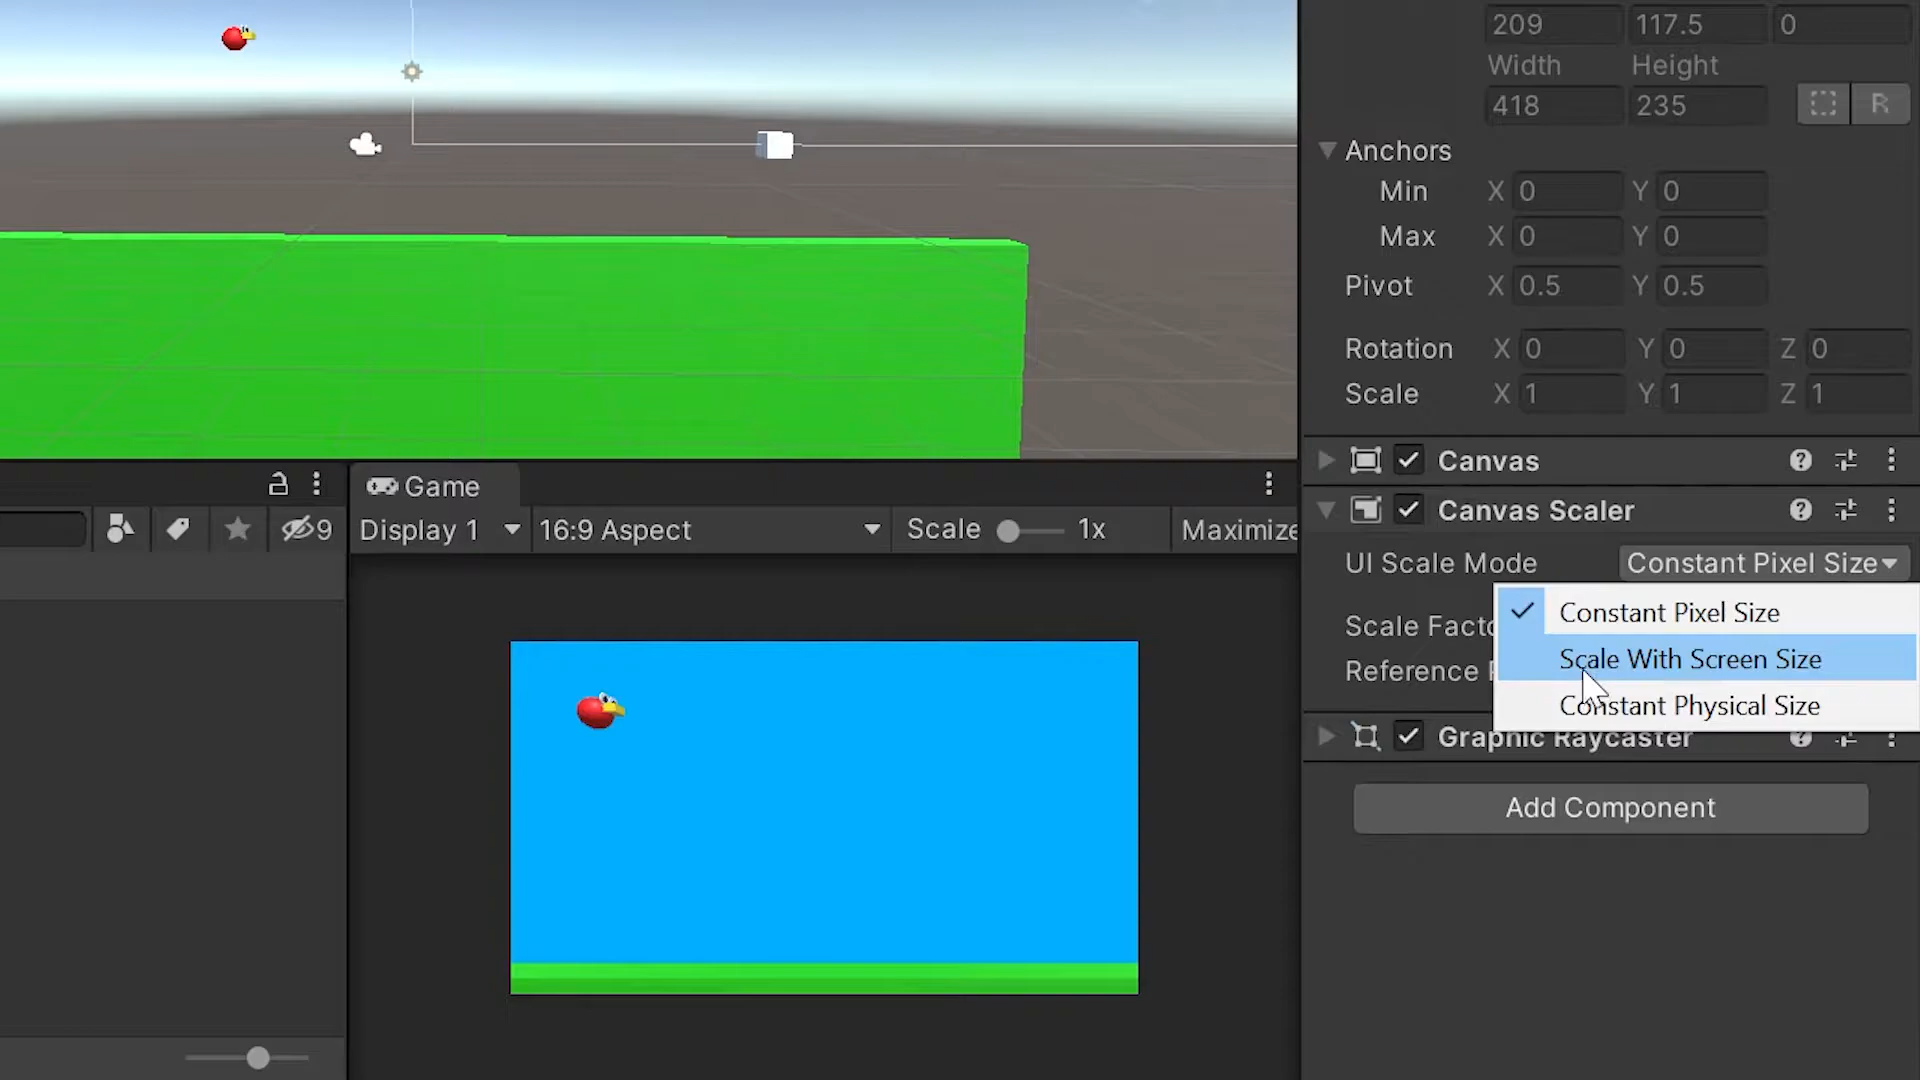 209 117.5 0
Width Height
418 235 R
Anchors
Min X 0 Y 0
Max X 0 Y 0
Pivot X 0.5 Y 0.5
Rotation X 0 Y 0 Z 0
Scale X 1 Y 1 Z 1
Canvas
Game
Canvas Scaler
9 Display 1 16:9 Aspect Scale 1x Maximize
UI Scale Mode Constant Pixel Size
Constant Pixel Size
Scale Facto
Scale With Screen Size
Reference
Constant Physical Size
Graphic Raycaster
Add Component